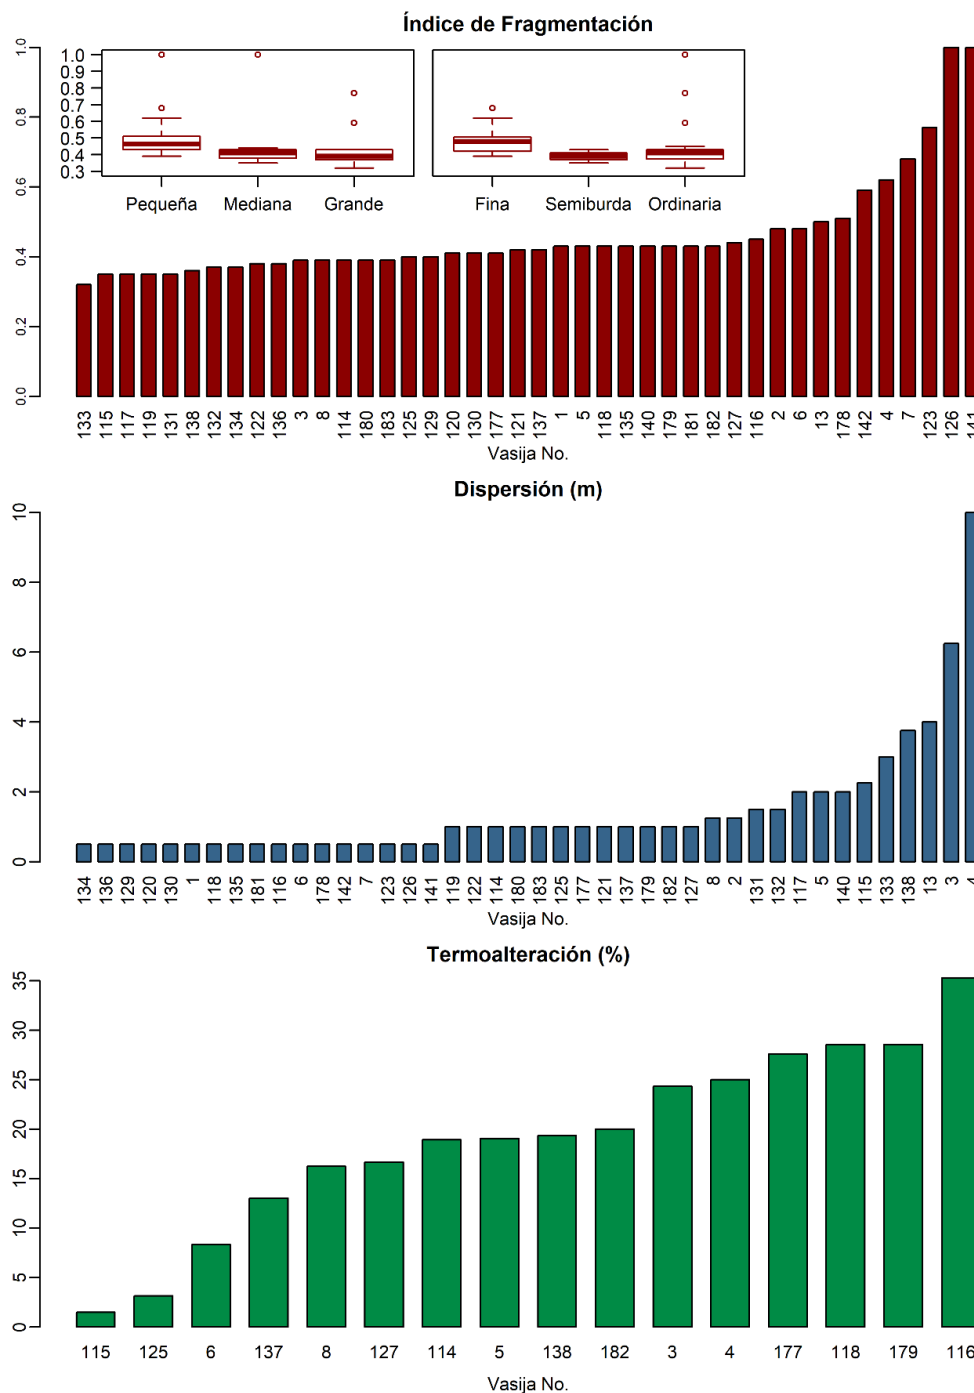 Índice de Fragmentación
1.0
0.9
0.8
0.7
0.6
0.5
0.4
0.3
Pequeña Mediana Grande
Fina Semiburda Ordinaria
1.0
0.8
0.6
0.4
0.2
0.0
133 115 117 119 131 138 132 134 122 136 3 8 114 180 183 125 129 120 130 177 121 137 1 5 118 135 140 179 181 182 127 116 2 6 13 178 142 4 7 123 126 141
Vasija No.
Dispersión (m)
10
8
6
4
2
0
134 136 129 120 130 1 118 135 181 116 6 178 142 7 123 126 141 119 122 114 180 183 125 177 121 137 179 182 127 8 2 131 132 117 5 140 115 133 138 13 3 4
Vasija No.
Termoalteración (%)
35
30
25
20
15
10
5
0
115 125 6 137 8 127 114 5 138 182 3 4 177 118 179 116
Vasija No.